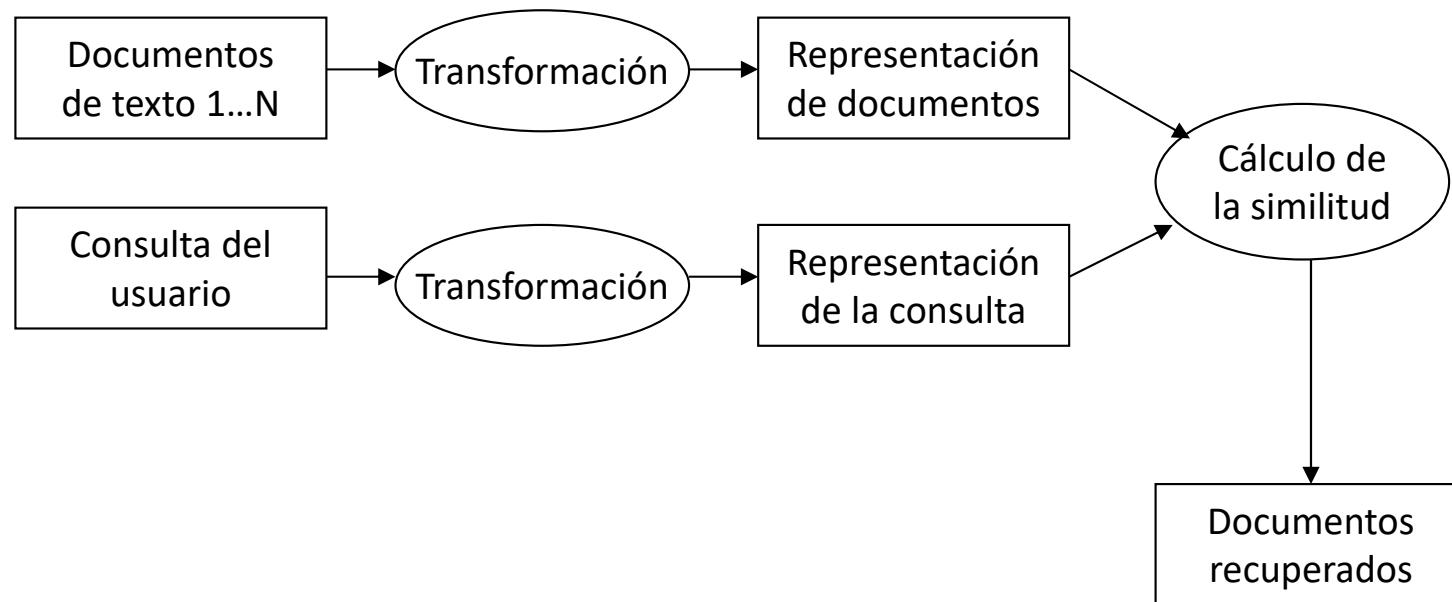 Documentos
de texto 1...N
Transformación
Representación
de documentos
Cálculo de
la similitud
Consulta del
usuario
Transformación
Representación
de la consulta
Documentos
recuperados